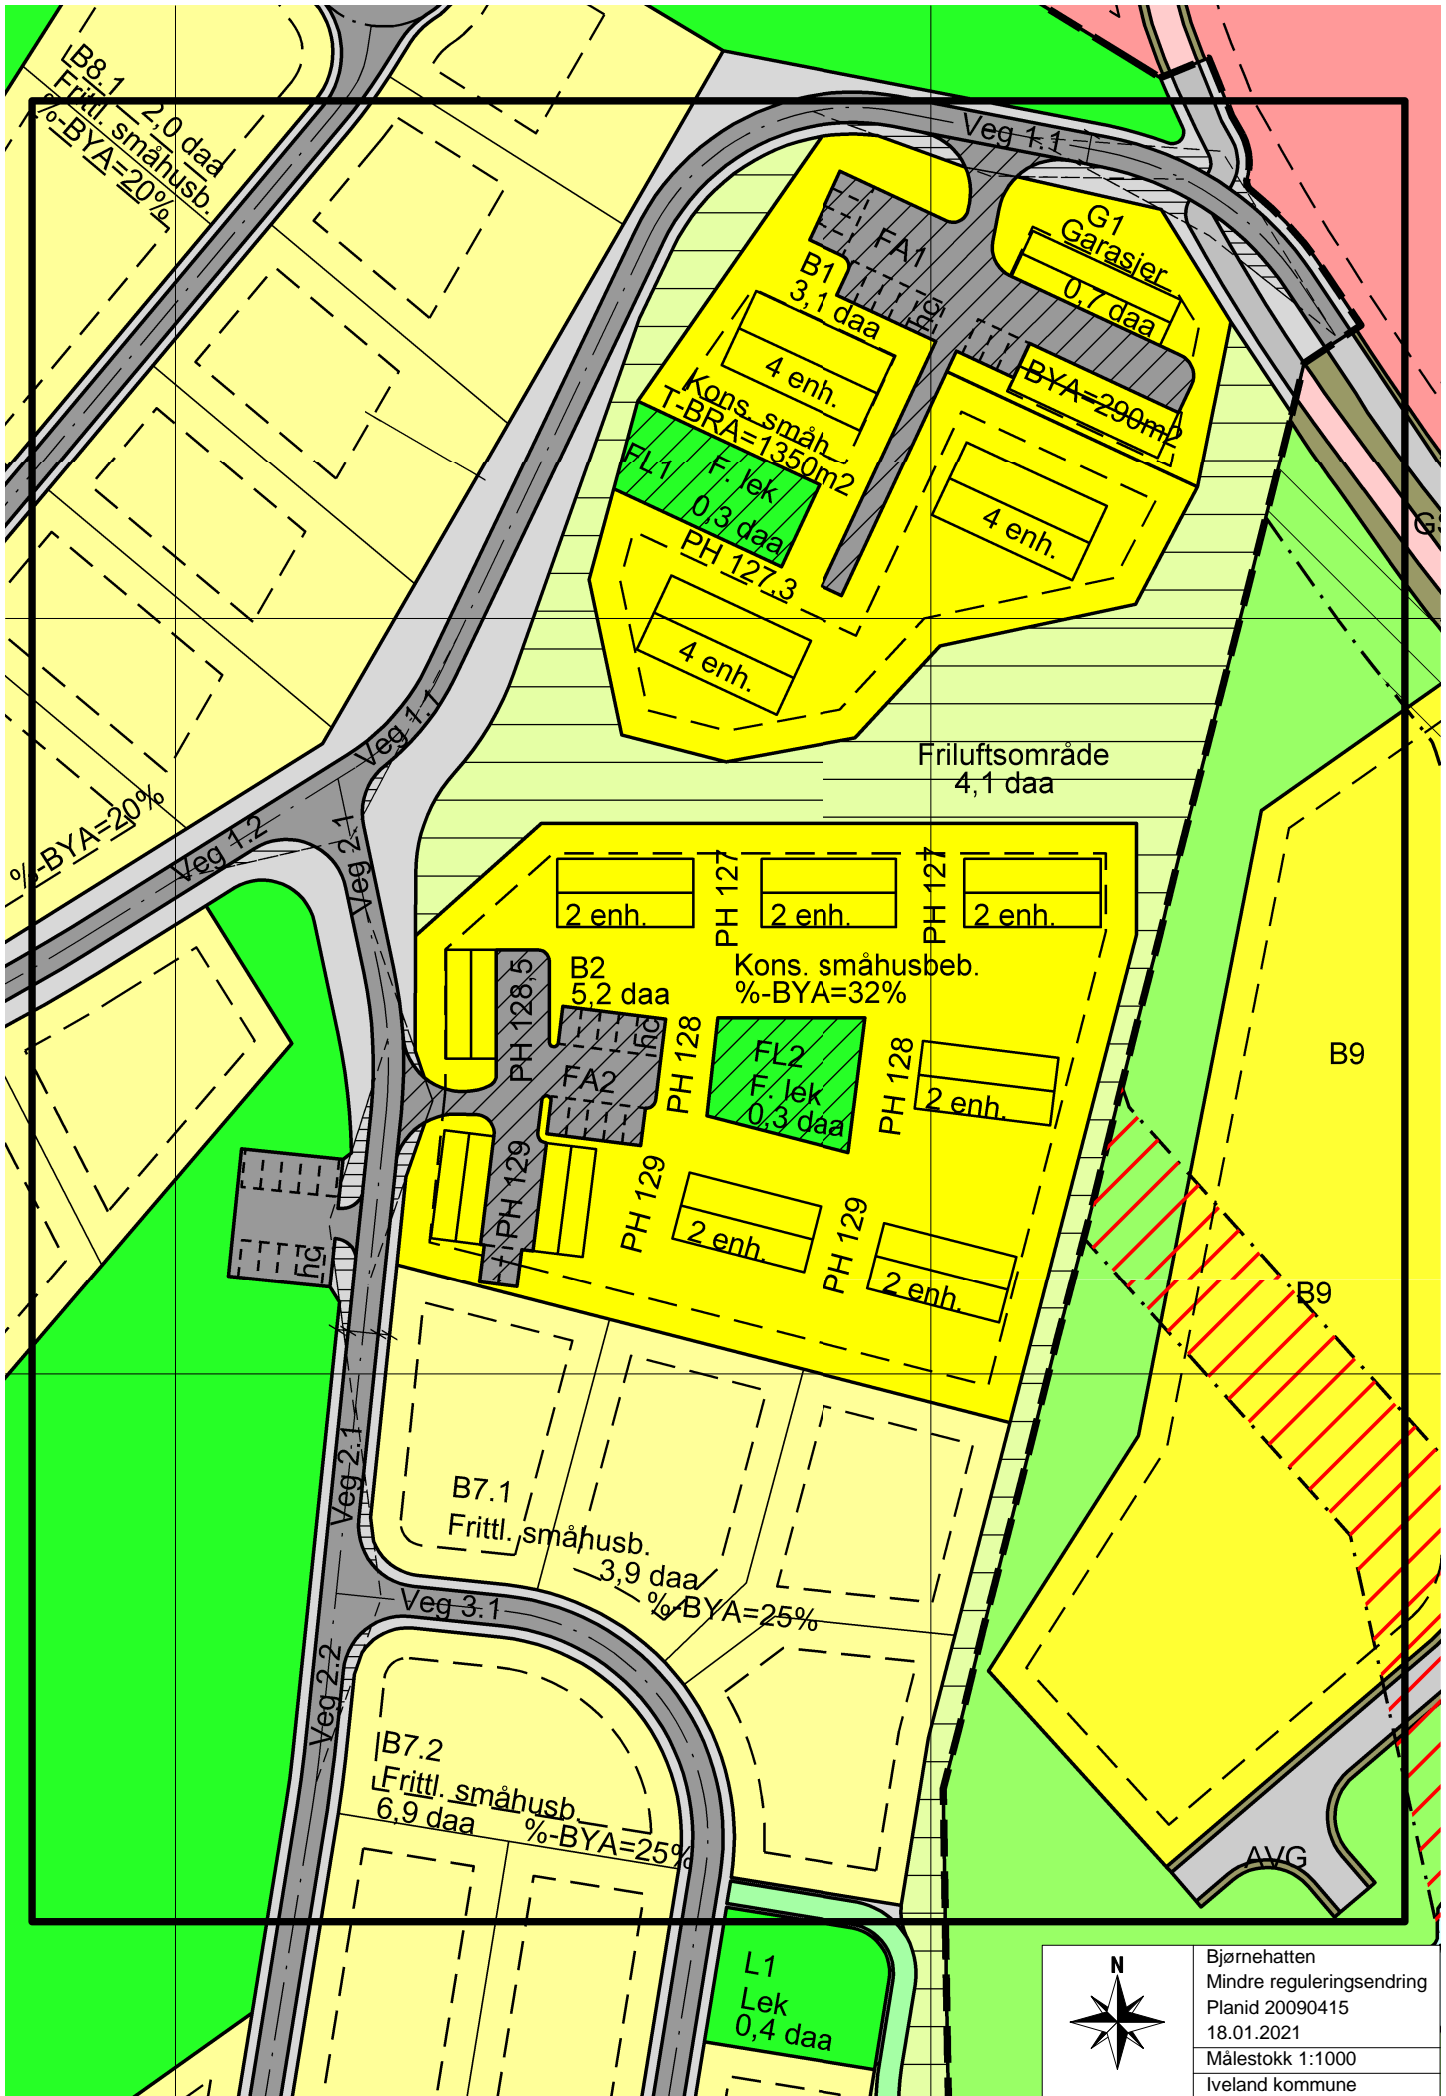 B8.1 2,0 daa
Frittl. småhusb.
%-BYA=20%
Veg 1.1
G1
Garasjer
0,7 daa
FA1
hc
B1
3,1 daa
BYA=290m2
4 enh.
Kons. småh.
T-BRA=1350m2
FL1 F. lek
0,3 daa
4 enh.
PH 127,3
4 enh.
GS
Veg 1.1
Friluftsområde
4,1 daa
%-BYA=20%
Veg 1.2
Veg 2.1
2 enh.
PH 127
2 enh.
PH 127
2 enh.
B2
5,2 daa
Kons. småhusbeb.
%-BYA=32%
PH 128,5
hc
PH 128
FA2
FL2
F. lek
0,3 daa
PH 128
2 enh.
B9
PH 129
PH 129
2 enh.
PH 129
2 enh.
hc
B9
Veg 2.1
B7.1
Frittl. småhusb.
3,9 daa
%-BYA=25%
Veg 3.1
Veg 2.2
B7.2
Frittl. småhusb.
6,9 daa %-BYA=25%
AVG
L1
Lek
0,4 daa
N
Bjørnehatten
Mindre reguleringsendring
Planid 20090415
18.01.2021
Målestokk 1:1000
Iveland kommune